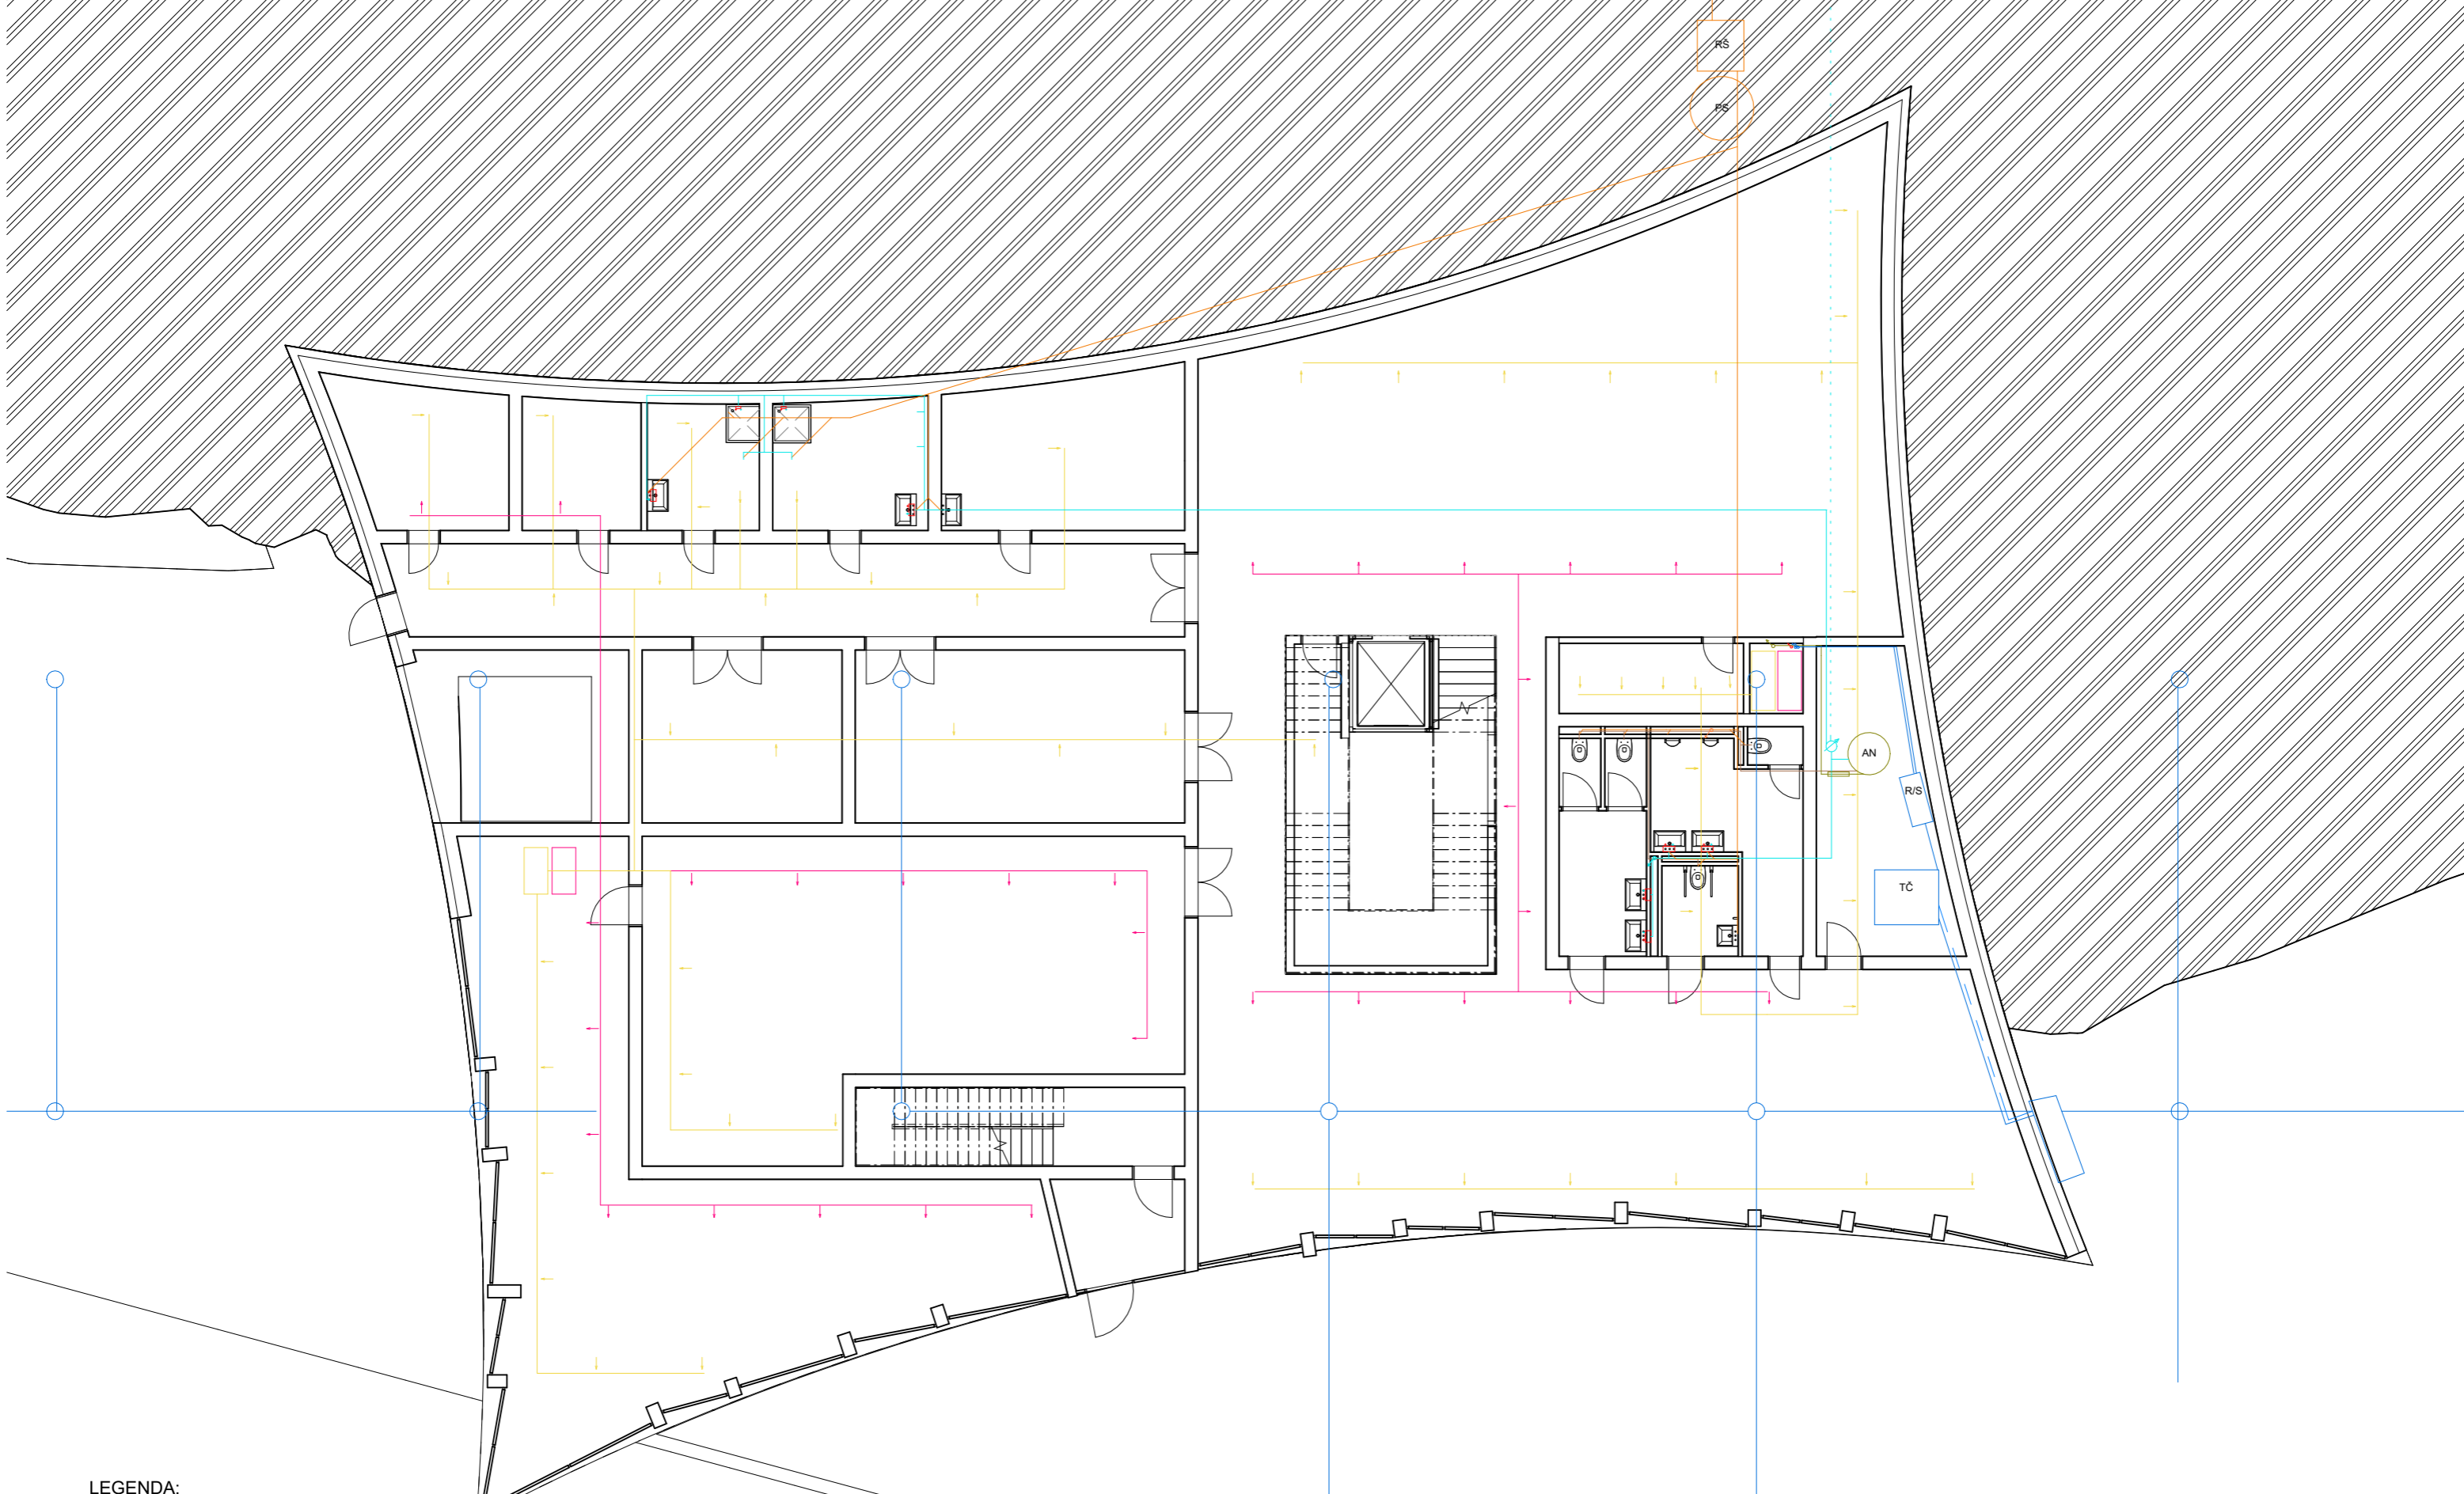 RŠ
PS
AN
R/S
TČ
LEGENDA: